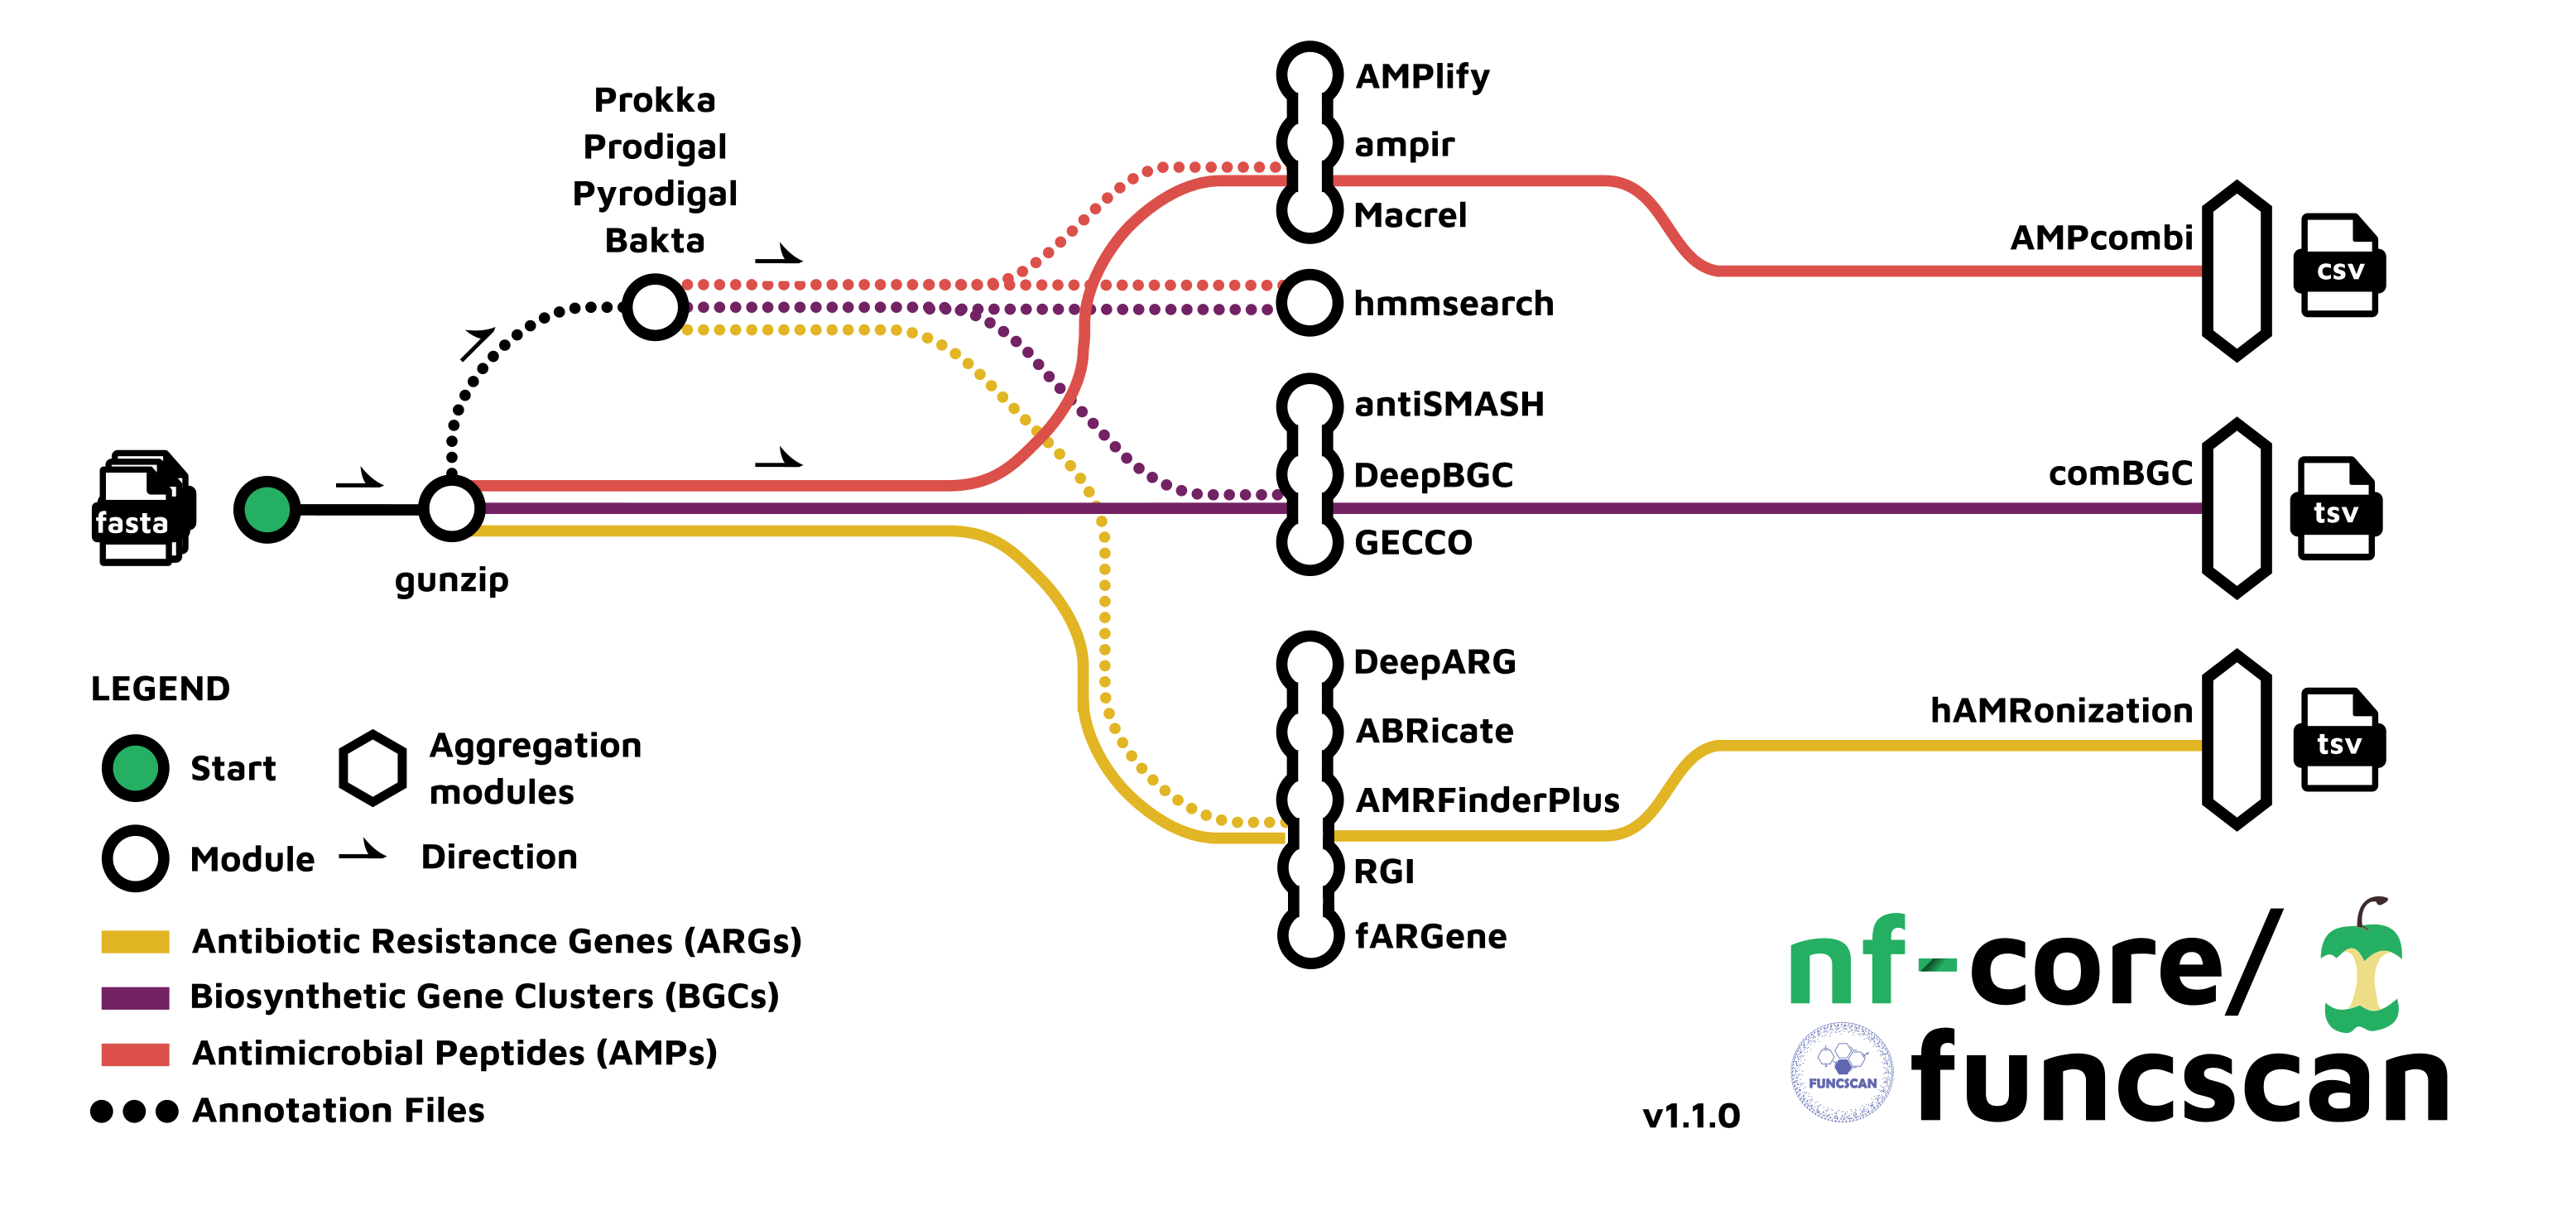 Prokka
Prodigal
Pyrodigal
Bakta
AMPlify
ampir
Macrel
hmmsearch
antiSMASH
DeepBGC
GECCO
DeepARG
ABRicate
AMRFinderPlus
RGI
fARGene
AMPcombi
csv
comBGC
tsv
hAMRonization
tsv
fasta
gunzip
LEGEND
Start
Aggregation
modules
Module
Direction
Antibiotic Resistance Genes (ARGs)
Biosynthetic Gene Clusters (BGCs)
Antimicrobial Peptides (AMPs)
Annotation Files
nf-core/
FUNCSCAN
funcscan
v1.1.0